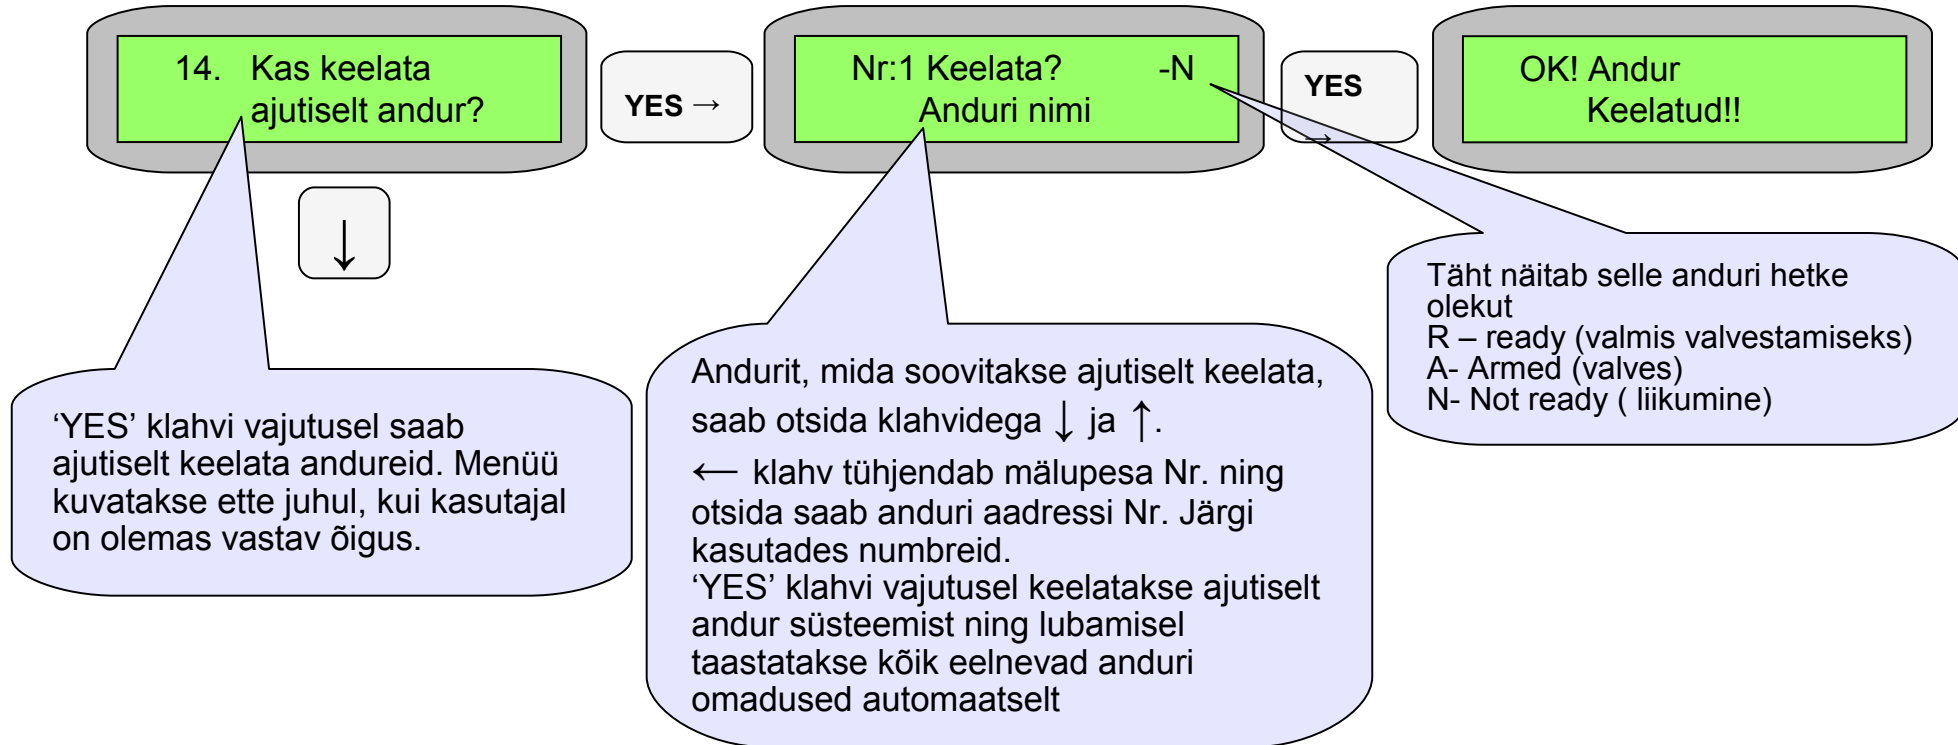 14. Kas keelata
ajutiselt andur?
YES →
Nr:1 Keelata? -N
Anduri nimi
YES
→
OK! Andur
Keelatud!!
↓
'YES' klahvi vajutusel saab
ajutiselt keelata andureid. Menüü
kuvatakse ette juhul, kui kasutajal
on olemas vastav õigus.
Andurit, mida soovitakse ajutiselt keelata,
saab otsida klahvidega ↓ ja ↑.
← klahv tühjendab mälupesa Nr. ning
otsida saab anduri aadressi Nr. Järgi
kasutades numbreid.
'YES' klahvi vajutusel keelatakse ajutiselt
andur süsteemist ning lubamisel
taastatakse kõik eelnevad anduri
omadused automaatselt
Täht näitab selle anduri hetke
olekut
R – ready (valmis valvestamiseks)
A- Armed (valves)
N- Not ready ( liikumine)